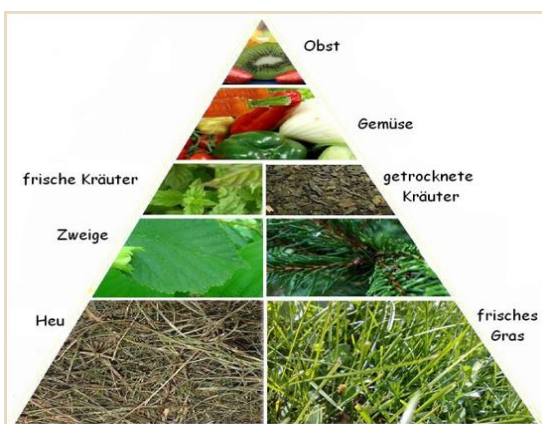 Obst
Gemüse
frische Kräuter
getrocknete
Kräuter
Zweige
Heu
frisches
Gras